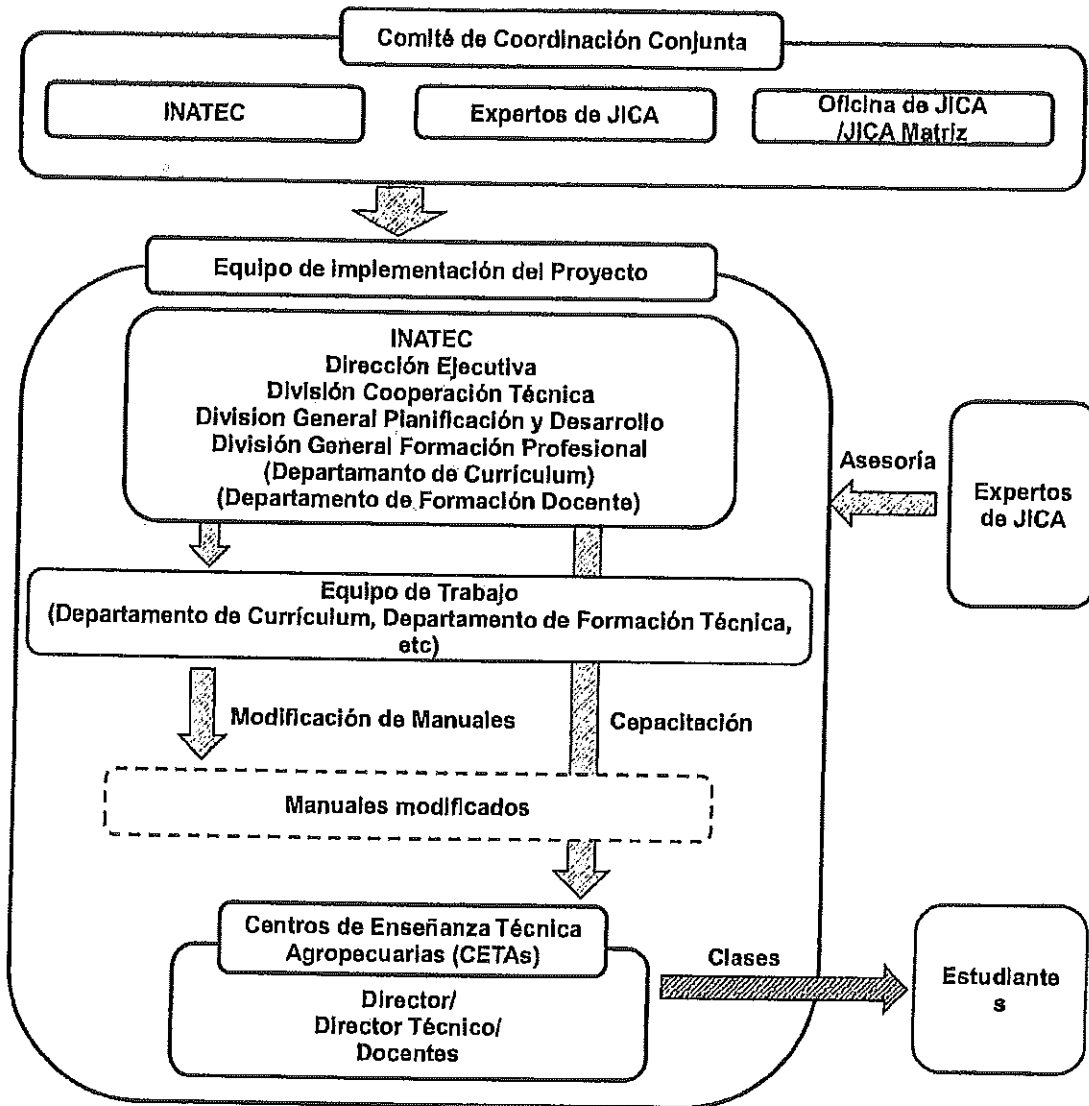 Comité de Coordinación Conjunta
INATEC
Expertos de JICA
Oficina de JICA
/JICA Matriz
Equipo de implementación del Proyecto
INATEC
Dirección Ejecutiva
División Cooperación Técnica
Division General Planificación y Desarrollo
División General Formación Profesional
(Departamanto de Currículum)
(Departamento de Formación Docente)
Asesoría
Expertos
de JICA
Equipo de Trabajo
(Departamento de Currículum, Departamento de Formación Técnica,
etc)
Modificación de Manuales
Cepacitación
Manuales modificados
Centros de Enseñanza Técnica
Agropecuarias (CETAs)
Director/
Director Técnico/
Docentes
Clases
Estudiante
s